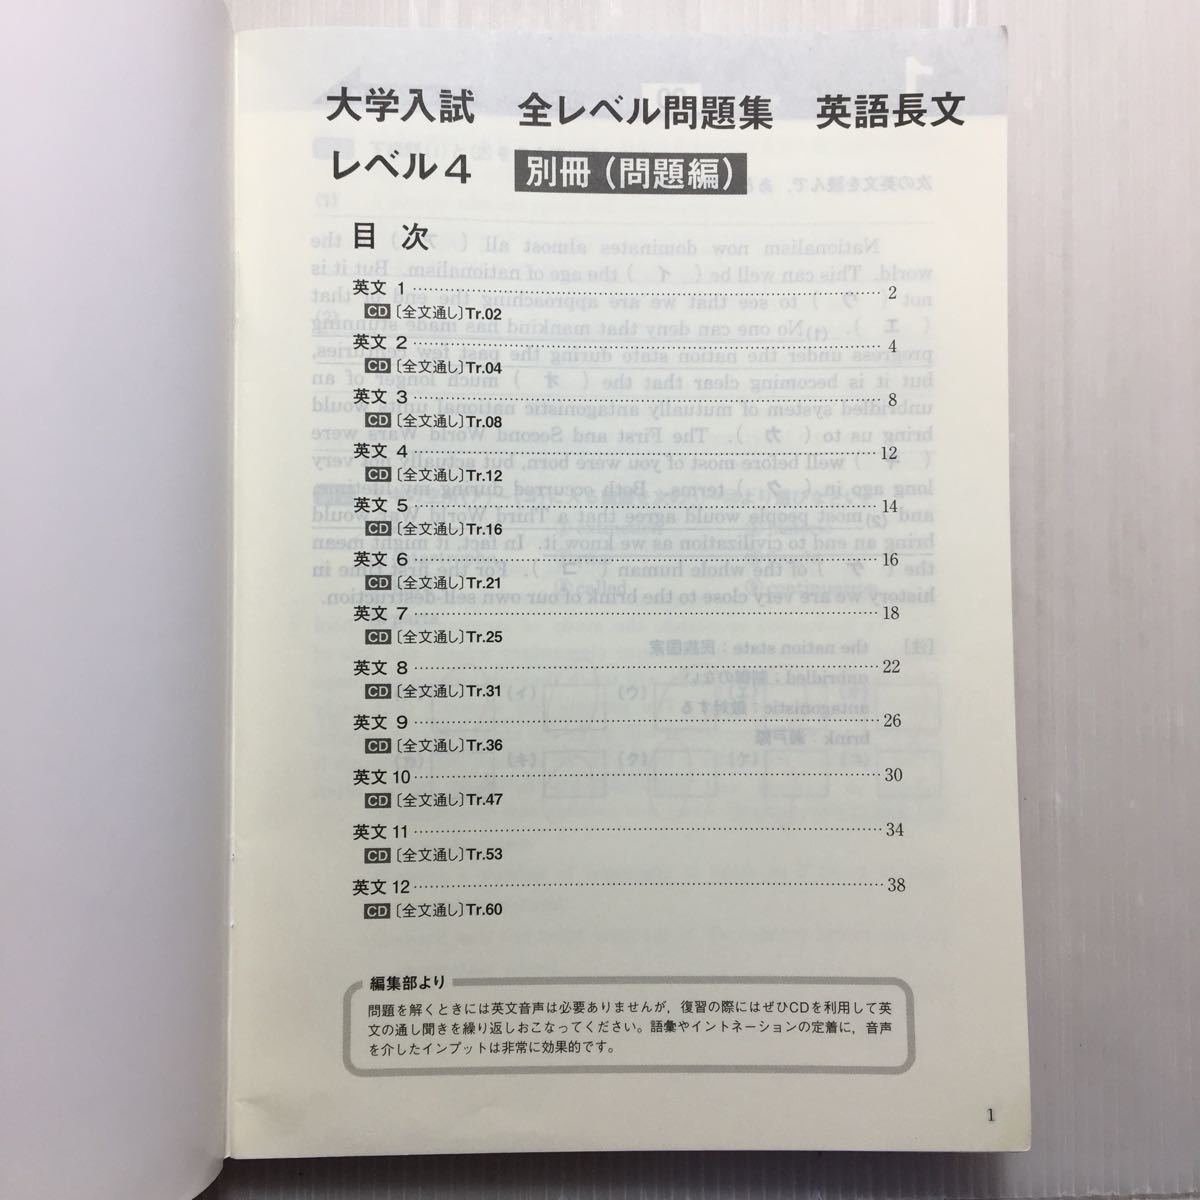 大学入試　全レベル問題集　英語長文
レベル4　別冊（問題編）
目 次
英文 1 …… 2
CD〔全文通し〕Tr.02
英文 2 …… 4
CD〔全文通し〕Tr.04
英文 3 …… 8
CD〔全文通し〕Tr.08
英文 4 …… 12
CD〔全文通し〕Tr.12
英文 5 …… 14
CD〔全文通し〕Tr.16
英文 6 …… 16
CD〔全文通し〕Tr.21
英文 7 …… 18
CD〔全文通し〕Tr.25
英文 8 …… 22
CD〔全文通し〕Tr.31
英文 9 …… 26
CD〔全文通し〕Tr.36
英文 10 …… 30
CD〔全文通し〕Tr.47
英文 11 …… 34
CD〔全文通し〕Tr.53
英文 12 …… 38
CD〔全文通し〕Tr.60
編集部より
問題を解くときには英文音声は必要ありませんが，復習の際にはぜひCDを利用して英
文の通し聞きを繰り返しおこなってください。語彙やイントネーションの定着に，音声
を介したインプットは非常に効果的です。
1